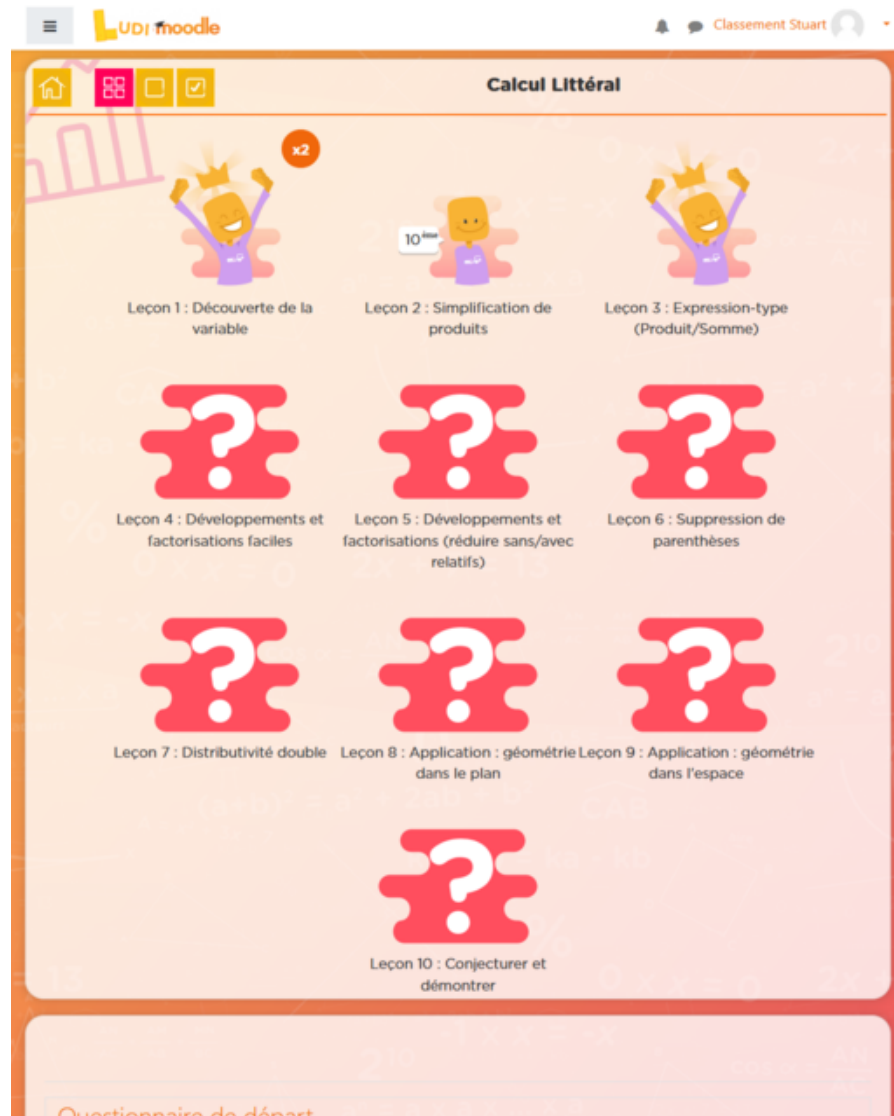 LUDI moodle
Classement Stuart
Calcul Littéral
x2
10ème
Leçon 1 : Découverte de la
variable
Leçon 2 : Simplification de
produits
Leçon 3 : Expression-type
(Produit/Somme)
?
?
?
Leçon 4 : Développements et
factorisations faciles
Leçon 5 : Développements et
factorisations (réduire sans/avec
relatifs)
Leçon 6 : Suppression de
parenthèses
?
?
?
Leçon 7 : Distributivité double
Leçon 8 : Application : géométrie
dans le plan
Leçon 9 : Application : géométrie
dans l'espace
?
Leçon 10 : Conjecturer et
démontrer
Questionnaire de départ